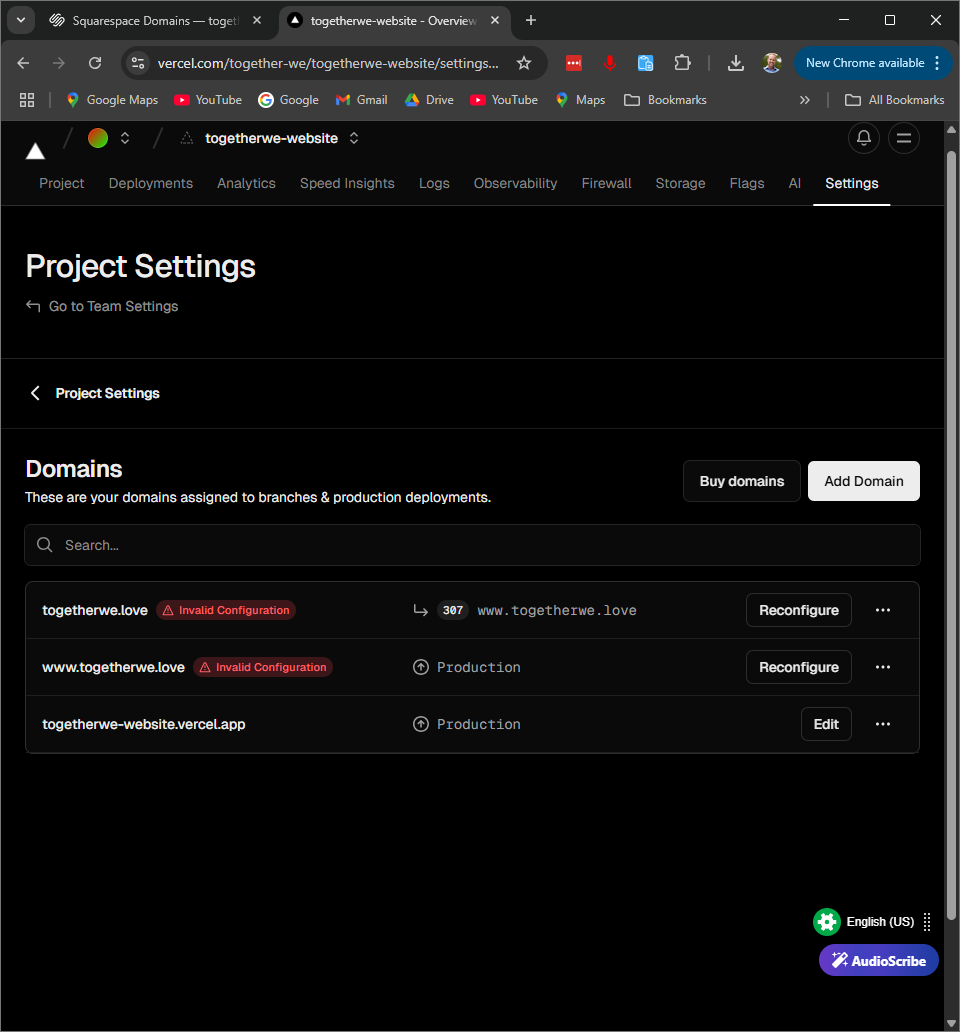 Squarespace Domains — toget
togetherwe-website - Overview
vercel.com/together-we/togetherwe-website/settings...
New Chrome available
Google Maps
YouTube
Google
Gmail
Drive
YouTube
Maps
Bookmarks
All Bookmarks
togetherwe-website
Project Deployments Analytics Speed Insights Logs Observability Firewall Storage Flags AI Settings
Project Settings
Go to Team Settings
Project Settings
Domains
These are your domains assigned to branches & production deployments.
Buy domains
Add Domain
Search...
togetherwe.love Invalid Configuration 307 www.togetherwe.love Reconfigure
www.togetherwe.love Invalid Configuration Production Reconfigure
togetherwe-website.vercel.app Production Edit
English (US)
AudioScribe